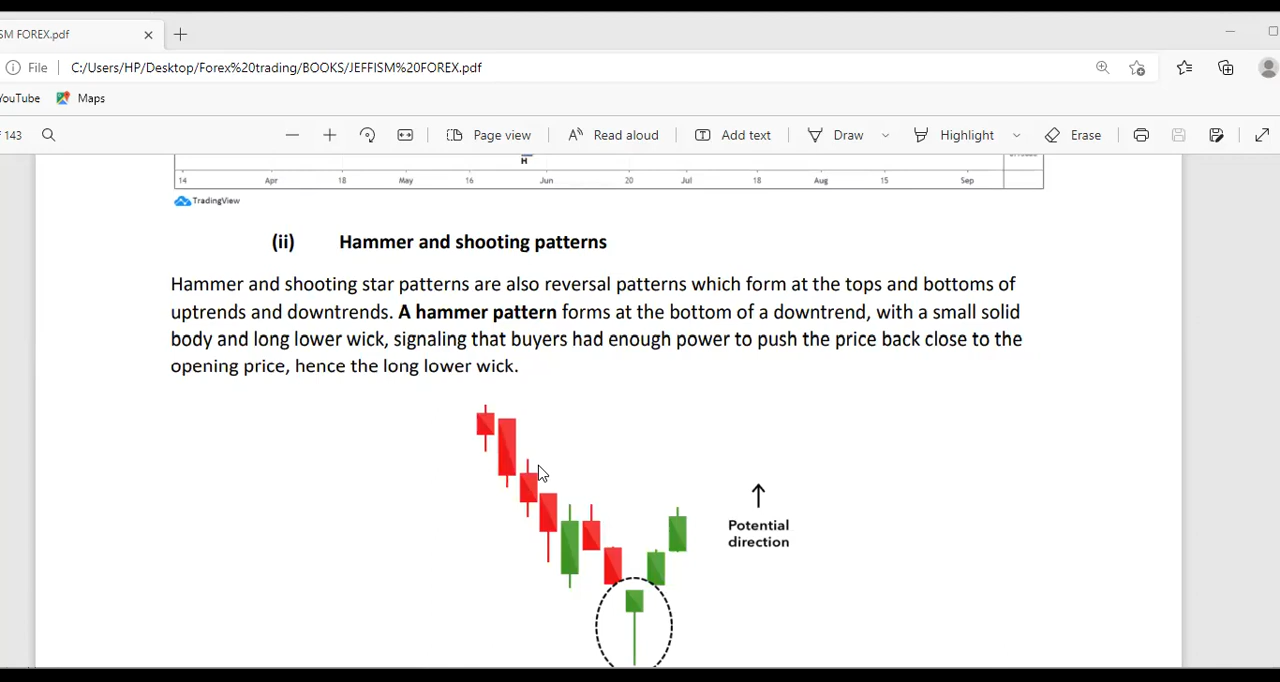 SM FOREX.pdf
File
C:/Users/HP/Desktop/Forex%20trading/BOOKS/JEFFISM%20FOREX.pdf
YouTube Maps
143 Page view Read aloud Add text Draw Highlight Erase
H
14 Apr 18 May 16 Jun 20 Jul 18 Aug 15 Sep
TradingView
(ii) Hammer and shooting patterns
Hammer and shooting star patterns are also reversal patterns which form at the tops and bottoms of
uptrends and downtrends. A hammer pattern forms at the bottom of a downtrend, with a small solid
body and long lower wick, signaling that buyers had enough power to push the price back close to the
opening price, hence the long lower wick.
Potential
direction